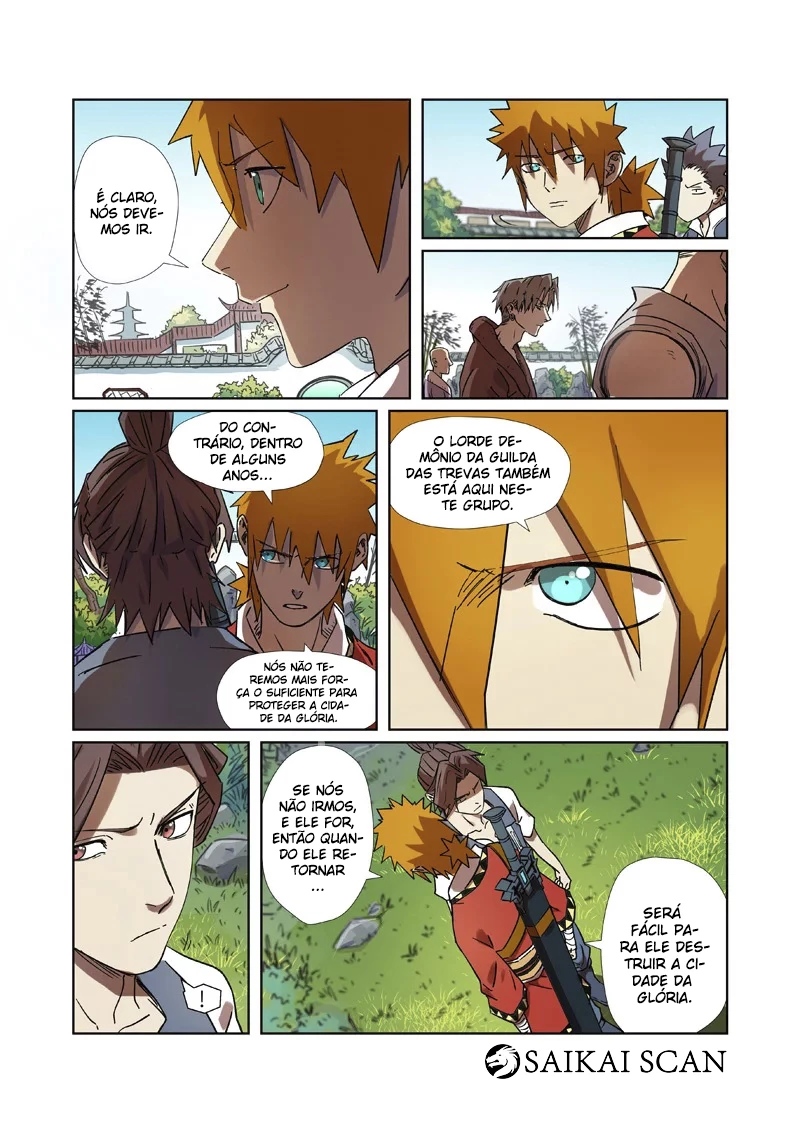 É CLARO,
NÓS DEVE-
MOS IR.
DO CON-
TRÁRIO, DENTRO
DE ALGUNS
ANOS...
NÓS NÃO TE-
REMOS MAIS FOR-
ÇA O SUFICIENTE PARA
PROTEGER A CIDA-
DE DA GLÓRIA.
O LORDE DE-
MÔNIO DA GUILDA
DAS TREVAS TAMBÉM
ESTÁ AQUI NES-
TE GRUPO.
!
SE NÓS
NÃO IRMOS,
E ELE FOR,
ENTÃO QUAN-
DO ELE RE-
TORNAR
...
SERÁ
FÁCIL PA-
RA ELE DES-
TRUIR A CI-
DADE DA
GLÓRIA.
SAIKAI SCAN